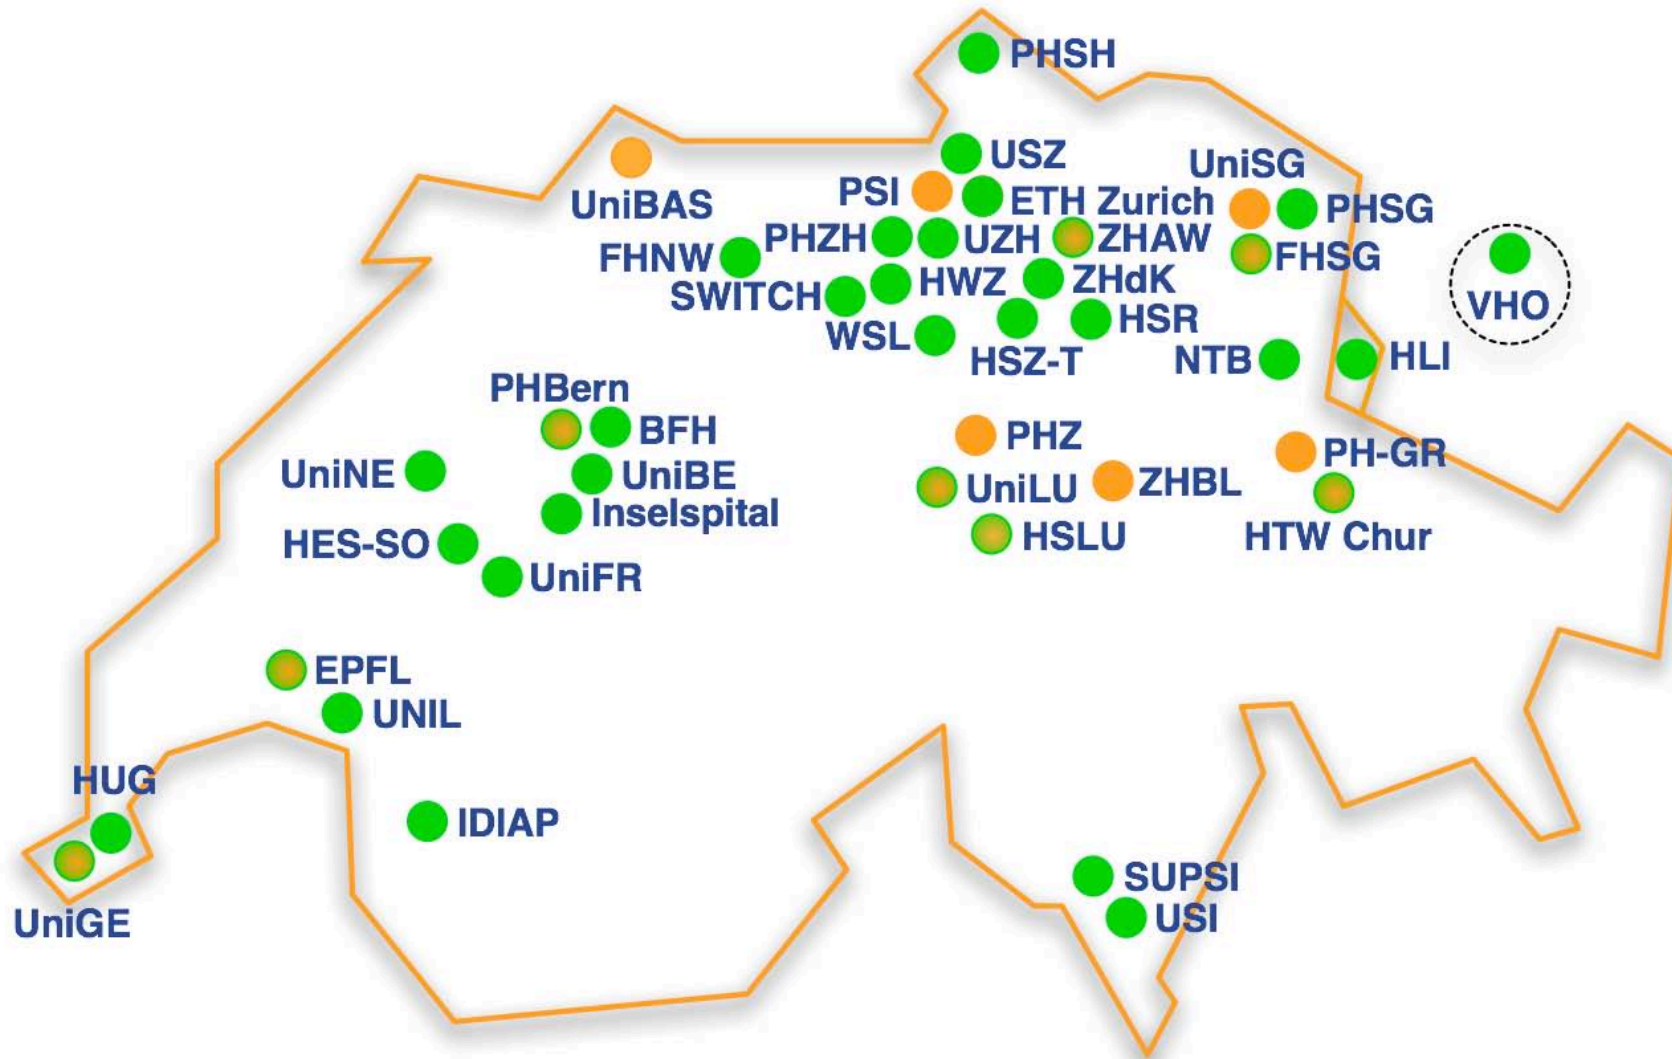 PHSH
USZ
UniSG
PSI
ETH Zurich
PHSG
UniBAS
PHZH
UZH
ZHAW
FHSG
FHNW
SWITCH
HWZ
ZHdK
VHO
WSL
HSR
HSZ-T
NTB
HLI
PHBern
BFH
PHZ
PH-GR
UniNE
UniBE
UniLU
ZHBL
Inselspital
HES-SO
HSLU
HTW Chur
UniFR
EPFL
UNIL
HUG
IDIAP
SUPSI
USI
UniGE